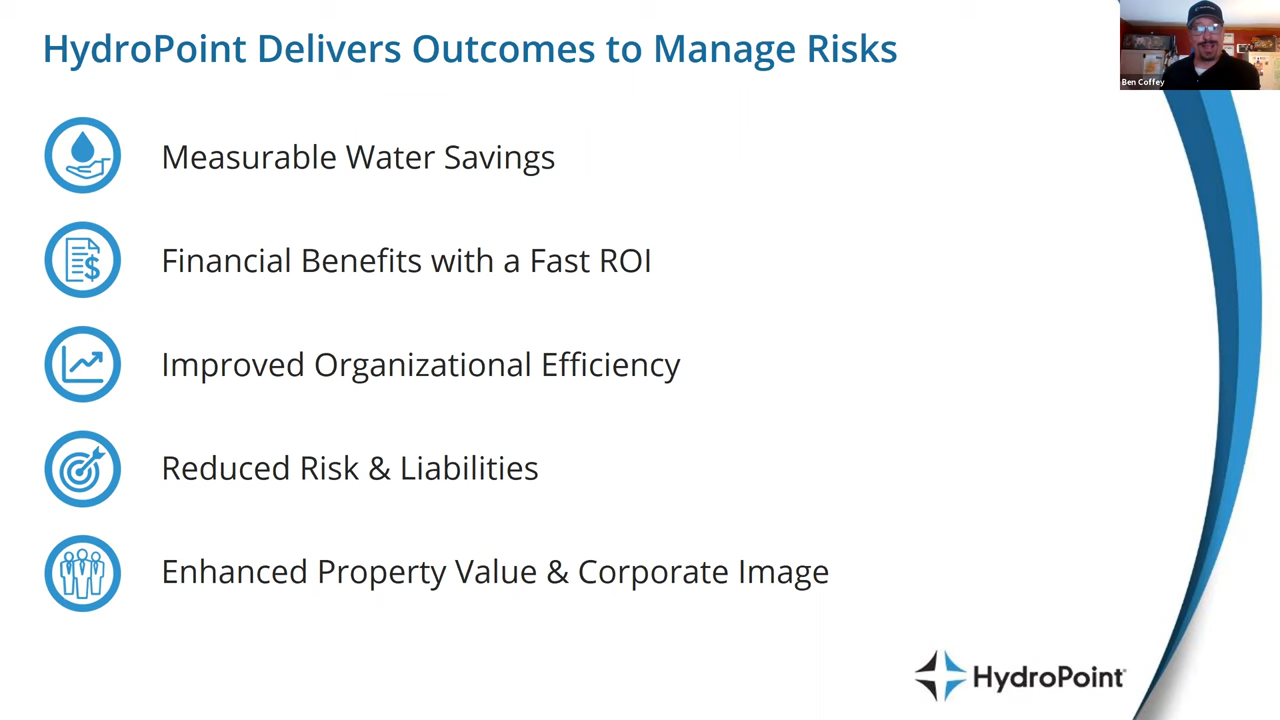 HydroPoint Delivers Outcomes to Manage Risks
Ben Coffey
Measurable Water Savings
Financial Benefits with a Fast ROI
Improved Organizational Efficiency
Reduced Risk & Liabilities
Enhanced Property Value & Corporate Image
HydroPoint